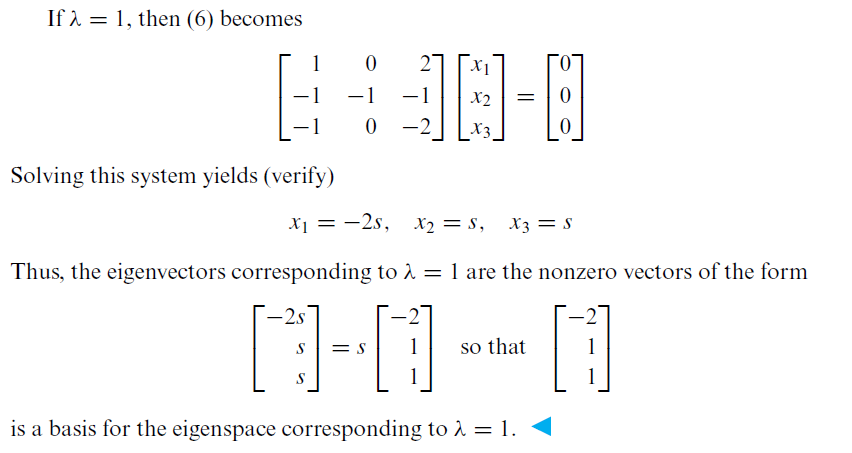 If λ = 1, then (6) becomes
[ 1 0 2 ] [ x₁ ] [ 0 ]
[ −1 −1 −1 ] [ x₂ ] = [ 0 ]
[ −1 0 −2 ] [ x₃ ] [ 0 ]
Solving this system yields (verify)
x₁ = −2s, x₂ = s, x₃ = s
Thus, the eigenvectors corresponding to λ = 1 are the nonzero vectors of the form
[ −2s ] [ −2 ] [ −2 ]
[ s ] = s [ 1 ] so that [ 1 ]
[ s ] [ 1 ] [ 1 ]
is a basis for the eigenspace corresponding to λ = 1.